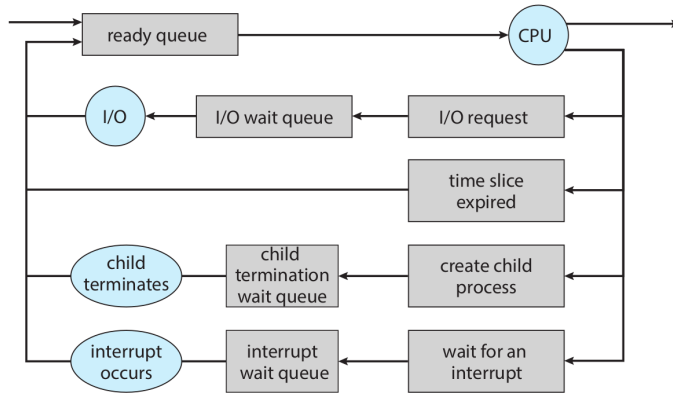 ready queue
CPU
I/O
I/O wait queue
I/O request
time slice
expired
child
terminates
child
termination
wait queue
create child
process
interrupt
occurs
interrupt
wait queue
wait for an
interrupt